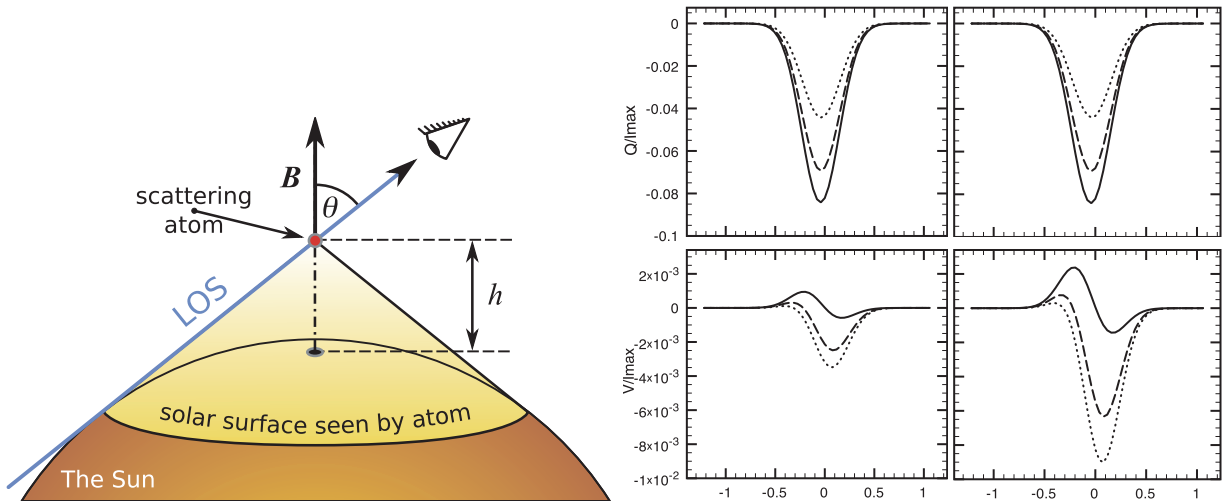 B
θ
scattering
atom
LOS
h
solar surface seen by atom
The Sun
0
-0.02
-0.04
-0.06
-0.08
-0.1
Q/Imax
2×10⁻³
0
-2×10⁻³
-4×10⁻³
-6×10⁻³
-8×10⁻³
-1×10⁻²
V/Imax
-1 -0.5 0 0.5 1
-1 -0.5 0 0.5 1